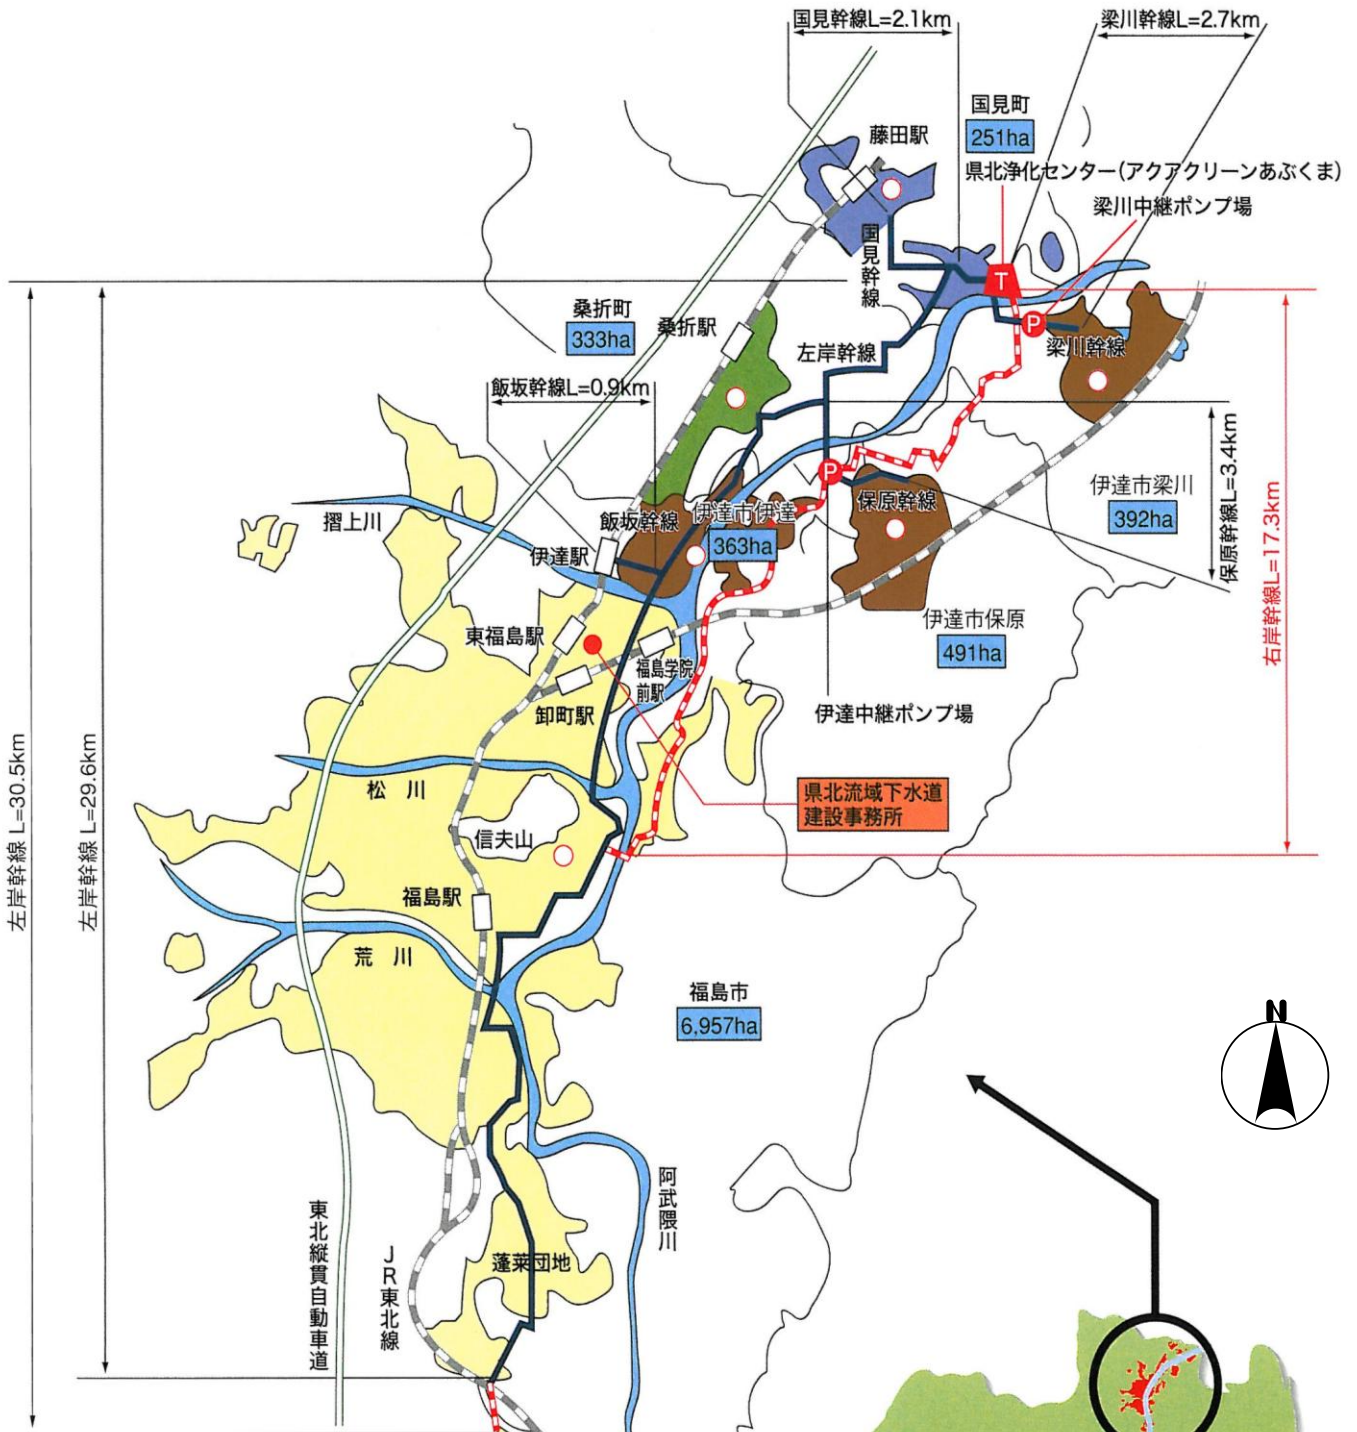 国見幹線L=2.1km
梁川幹線L=2.7km
国見町
251ha
藤田駅
県北浄化センター(アクアクリーンあぶくま)
梁川中継ポンプ場
国見幹線
T
桑折町
333ha
桑折駅
P
梁川幹線
左岸幹線
飯坂幹線L=0.9km
保原幹線L=3.4km
右岸幹線L=17.3km
P
保原幹線
伊達市梁川
392ha
摺上川
飯坂幹線
伊達市伊達
363ha
伊達駅
東福島駅
福島学院
前駅
伊達市保原
491ha
卸町駅
伊達中継ポンプ場
左岸幹線 L=30.5km
左岸幹線 L=29.6km
松 川
県北流域下水道
建設事務所
信夫山
福島駅
荒 川
福島市
6,957ha
N
阿武隈川
東北縦貫自動車道
JR東北線
蓬莱団地